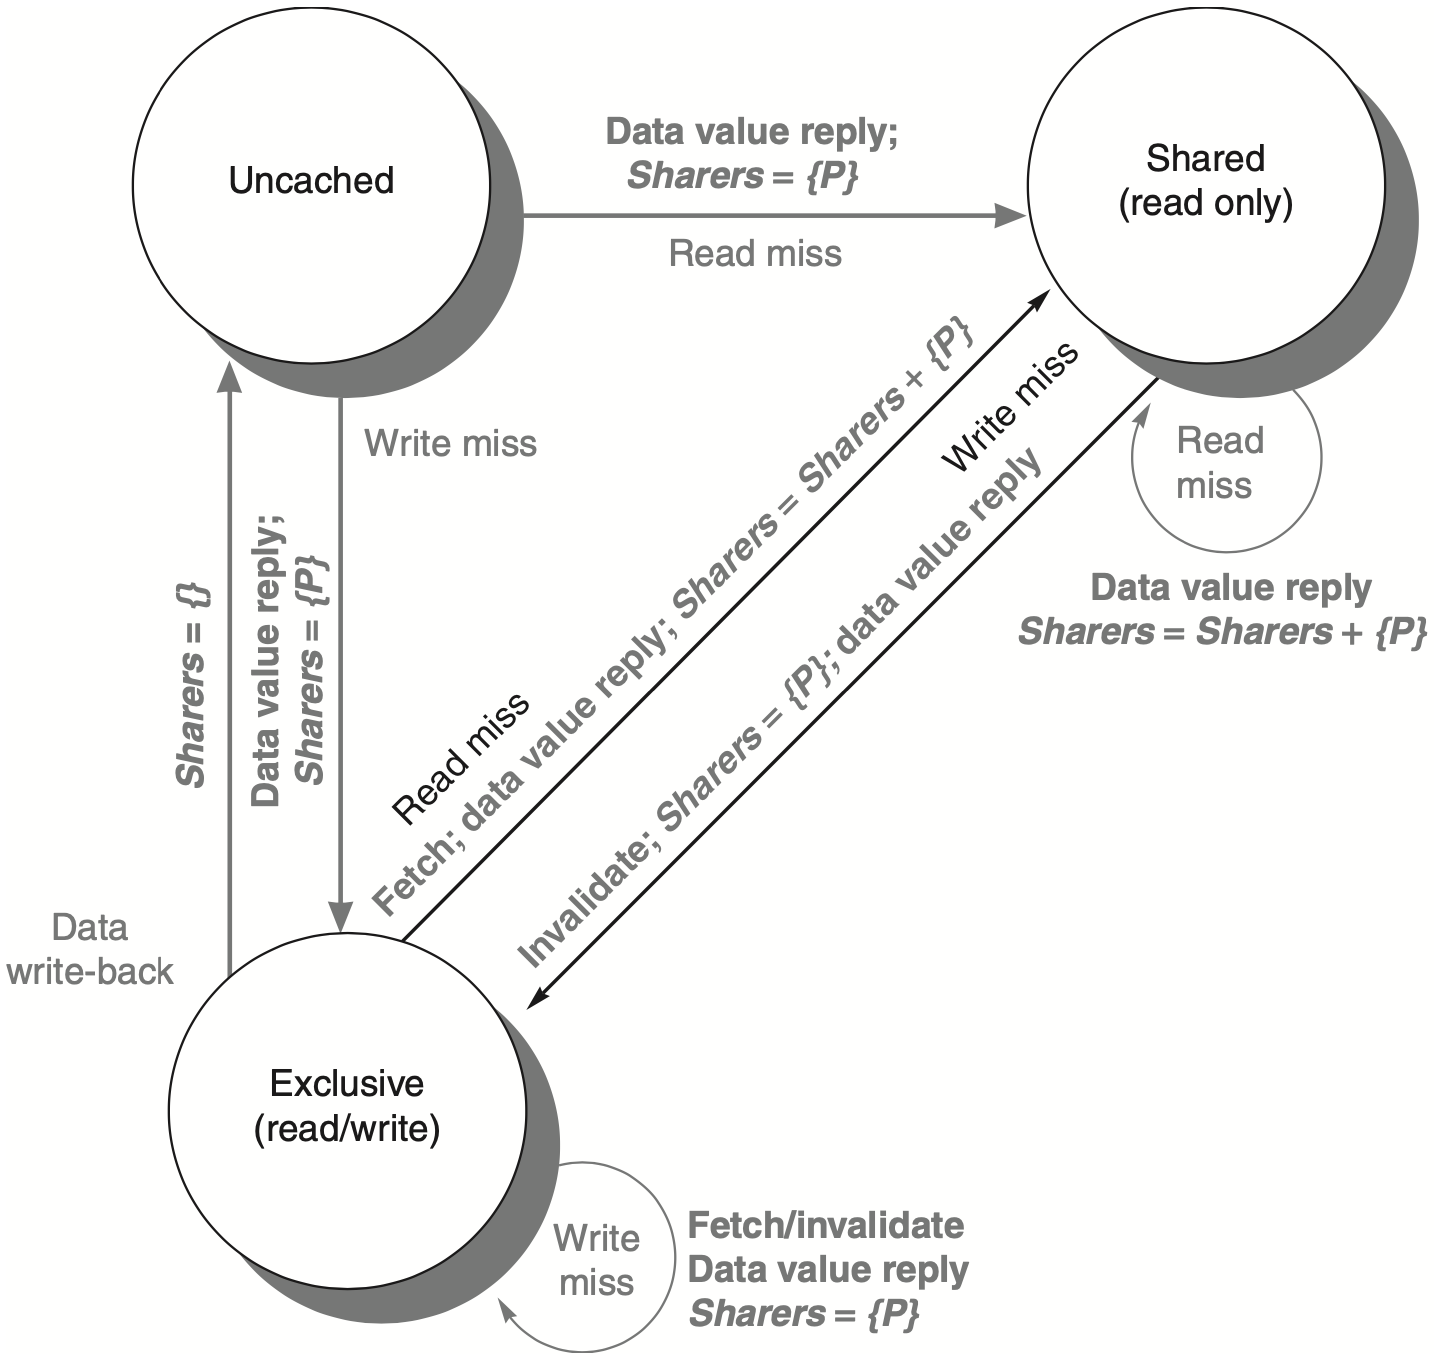 Uncached
Data value reply;
Sharers = {P}
Read miss
Shared
(read only)
Write miss
Sharers = {}
Data value reply;
Sharers = {P}
Data
write-back
Read miss
Fetch; data value reply; Sharers = Sharers + {P}
Write miss
Invalidate; Sharers = {P}; data value reply
Read
miss
Data value reply
Sharers = Sharers + {P}
Exclusive
(read/write)
Write
miss
Fetch/invalidate
Data value reply
Sharers = {P}